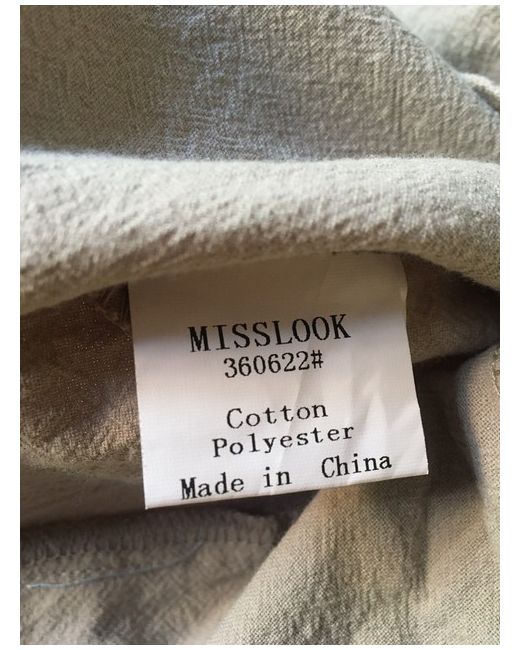 MISSLOOK
360622#
Cotton
Polyester
Made in China